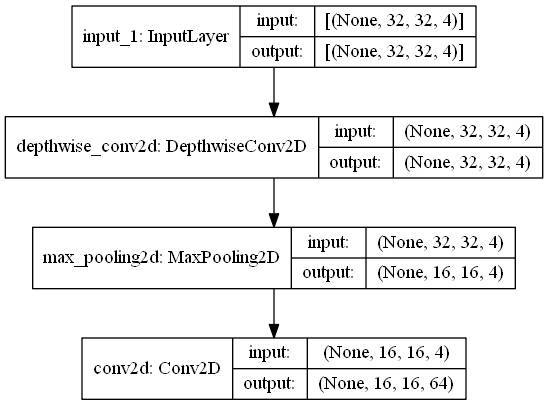 input_1: InputLayer
input: [(None, 32, 32, 4)]
output: [(None, 32, 32, 4)]
depthwise_conv2d: DepthwiseConv2D
input: (None, 32, 32, 4)
output: (None, 32, 32, 4)
max_pooling2d: MaxPooling2D
input: (None, 32, 32, 4)
output: (None, 16, 16, 4)
conv2d: Conv2D
input: (None, 16, 16, 4)
output: (None, 16, 16, 64)